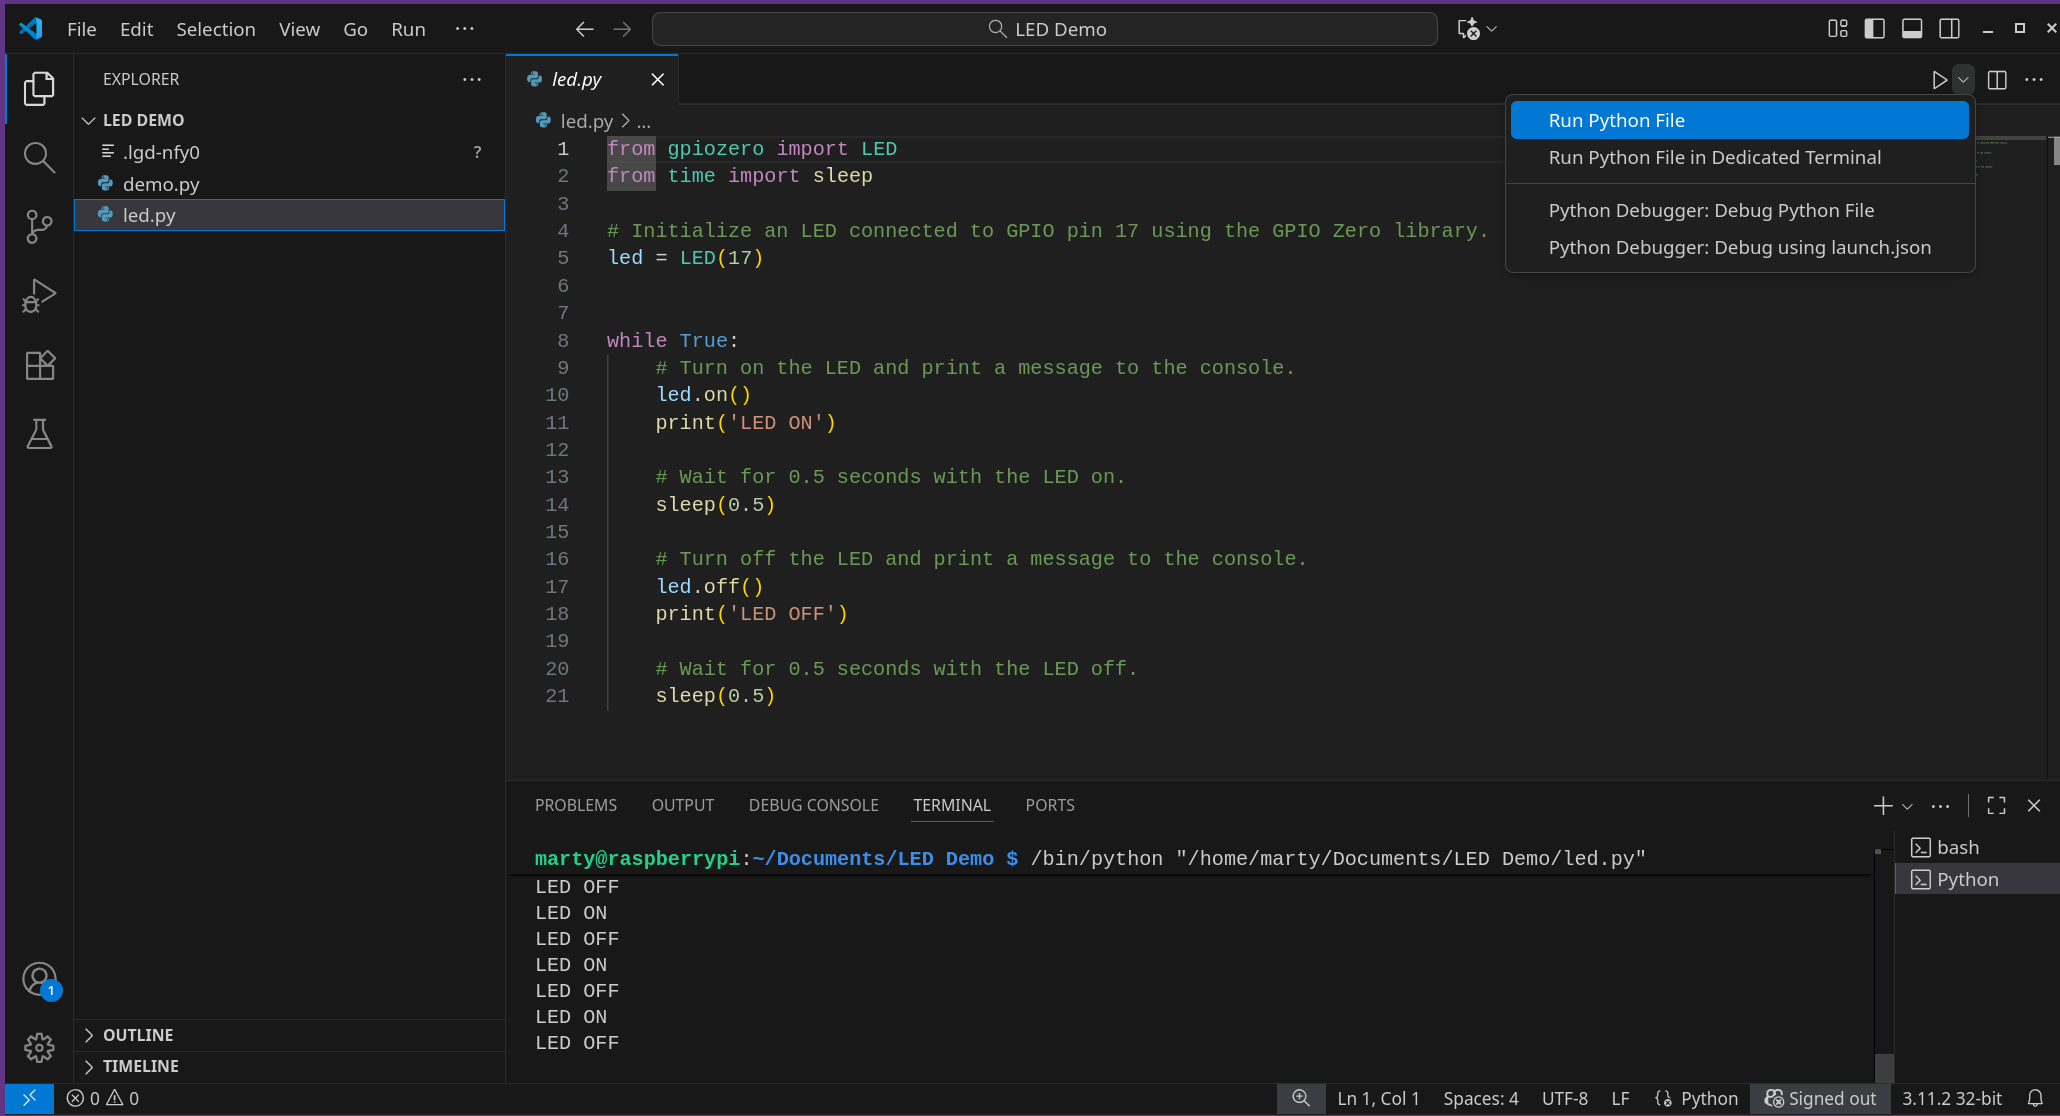 File Edit Selection View Go Run ··· LED Demo
EXPLORER ···
LED DEMO
.lgd-nfy0 ?
demo.py
led.py
OUTLINE
TIMELINE
led.py
led.py > ...
1 from gpiozero import LED
2 from time import sleep
3
4 # Initialize an LED connected to GPIO pin 17 using the GPIO Zero library.
5 led = LED(17)
6
7
8 while True:
9     # Turn on the LED and print a message to the console.
10     led.on()
11     print('LED ON')
12
13     # Wait for 0.5 seconds with the LED on.
14     sleep(0.5)
15
16     # Turn off the LED and print a message to the console.
17     led.off()
18     print('LED OFF')
19
20     # Wait for 0.5 seconds with the LED off.
21     sleep(0.5)
Run Python File
Run Python File in Dedicated Terminal
Python Debugger: Debug Python File
Python Debugger: Debug using launch.json
PROBLEMS OUTPUT DEBUG CONSOLE TERMINAL PORTS
marty@raspberrypi:~/Documents/LED Demo $ /bin/python "/home/marty/Documents/LED Demo/led.py"
LED OFF
LED ON
LED OFF
LED ON
LED OFF
LED ON
LED OFF
bash
Python
1
0 0 Ln 1, Col 1 Spaces: 4 UTF-8 LF Python Signed out 3.11.2 32-bit